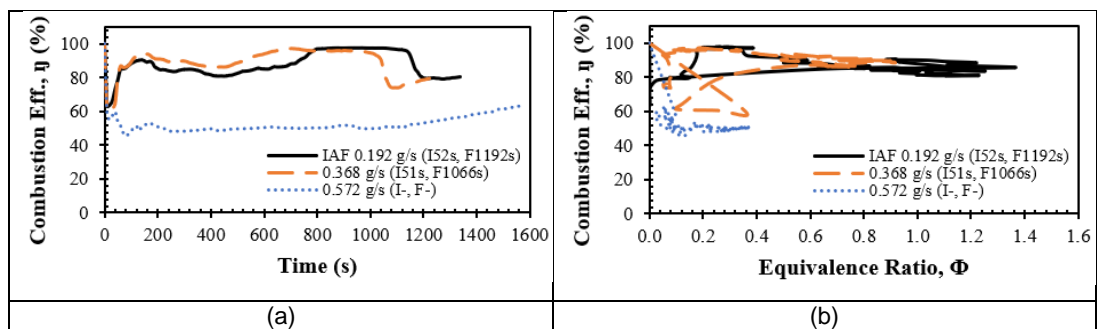 Combustion Eff., η (%)
100
80
60
40
20
0
IAF 0.192 g/s (I52s, F1192s)
0.368 g/s (I51s, F1066s)
0.572 g/s (I-, F-)
0 200 400 600 800 1000 1200 1400 1600
Time (s)
(a)
Combustion Eff., η (%)
100
80
60
40
20
0
IAF 0.192 g/s (I52s, F1192s)
0.368 g/s (I51s, F1066s)
0.572 g/s (I-, F-)
0.0 0.2 0.4 0.6 0.8 1.0 1.2 1.4 1.6
Equivalence Ratio, Φ
(b)